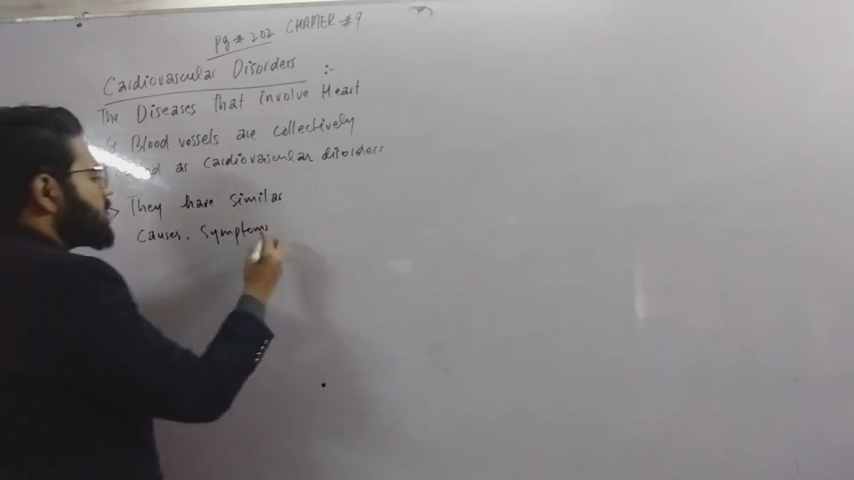 Pg # 202 CHAPTER # 9
Cardiovascular Disorders :-
The Diseases that involve Heart
Blood vessels are collectively
as cardiovascular disorders.
They have similar
causes, symptoms